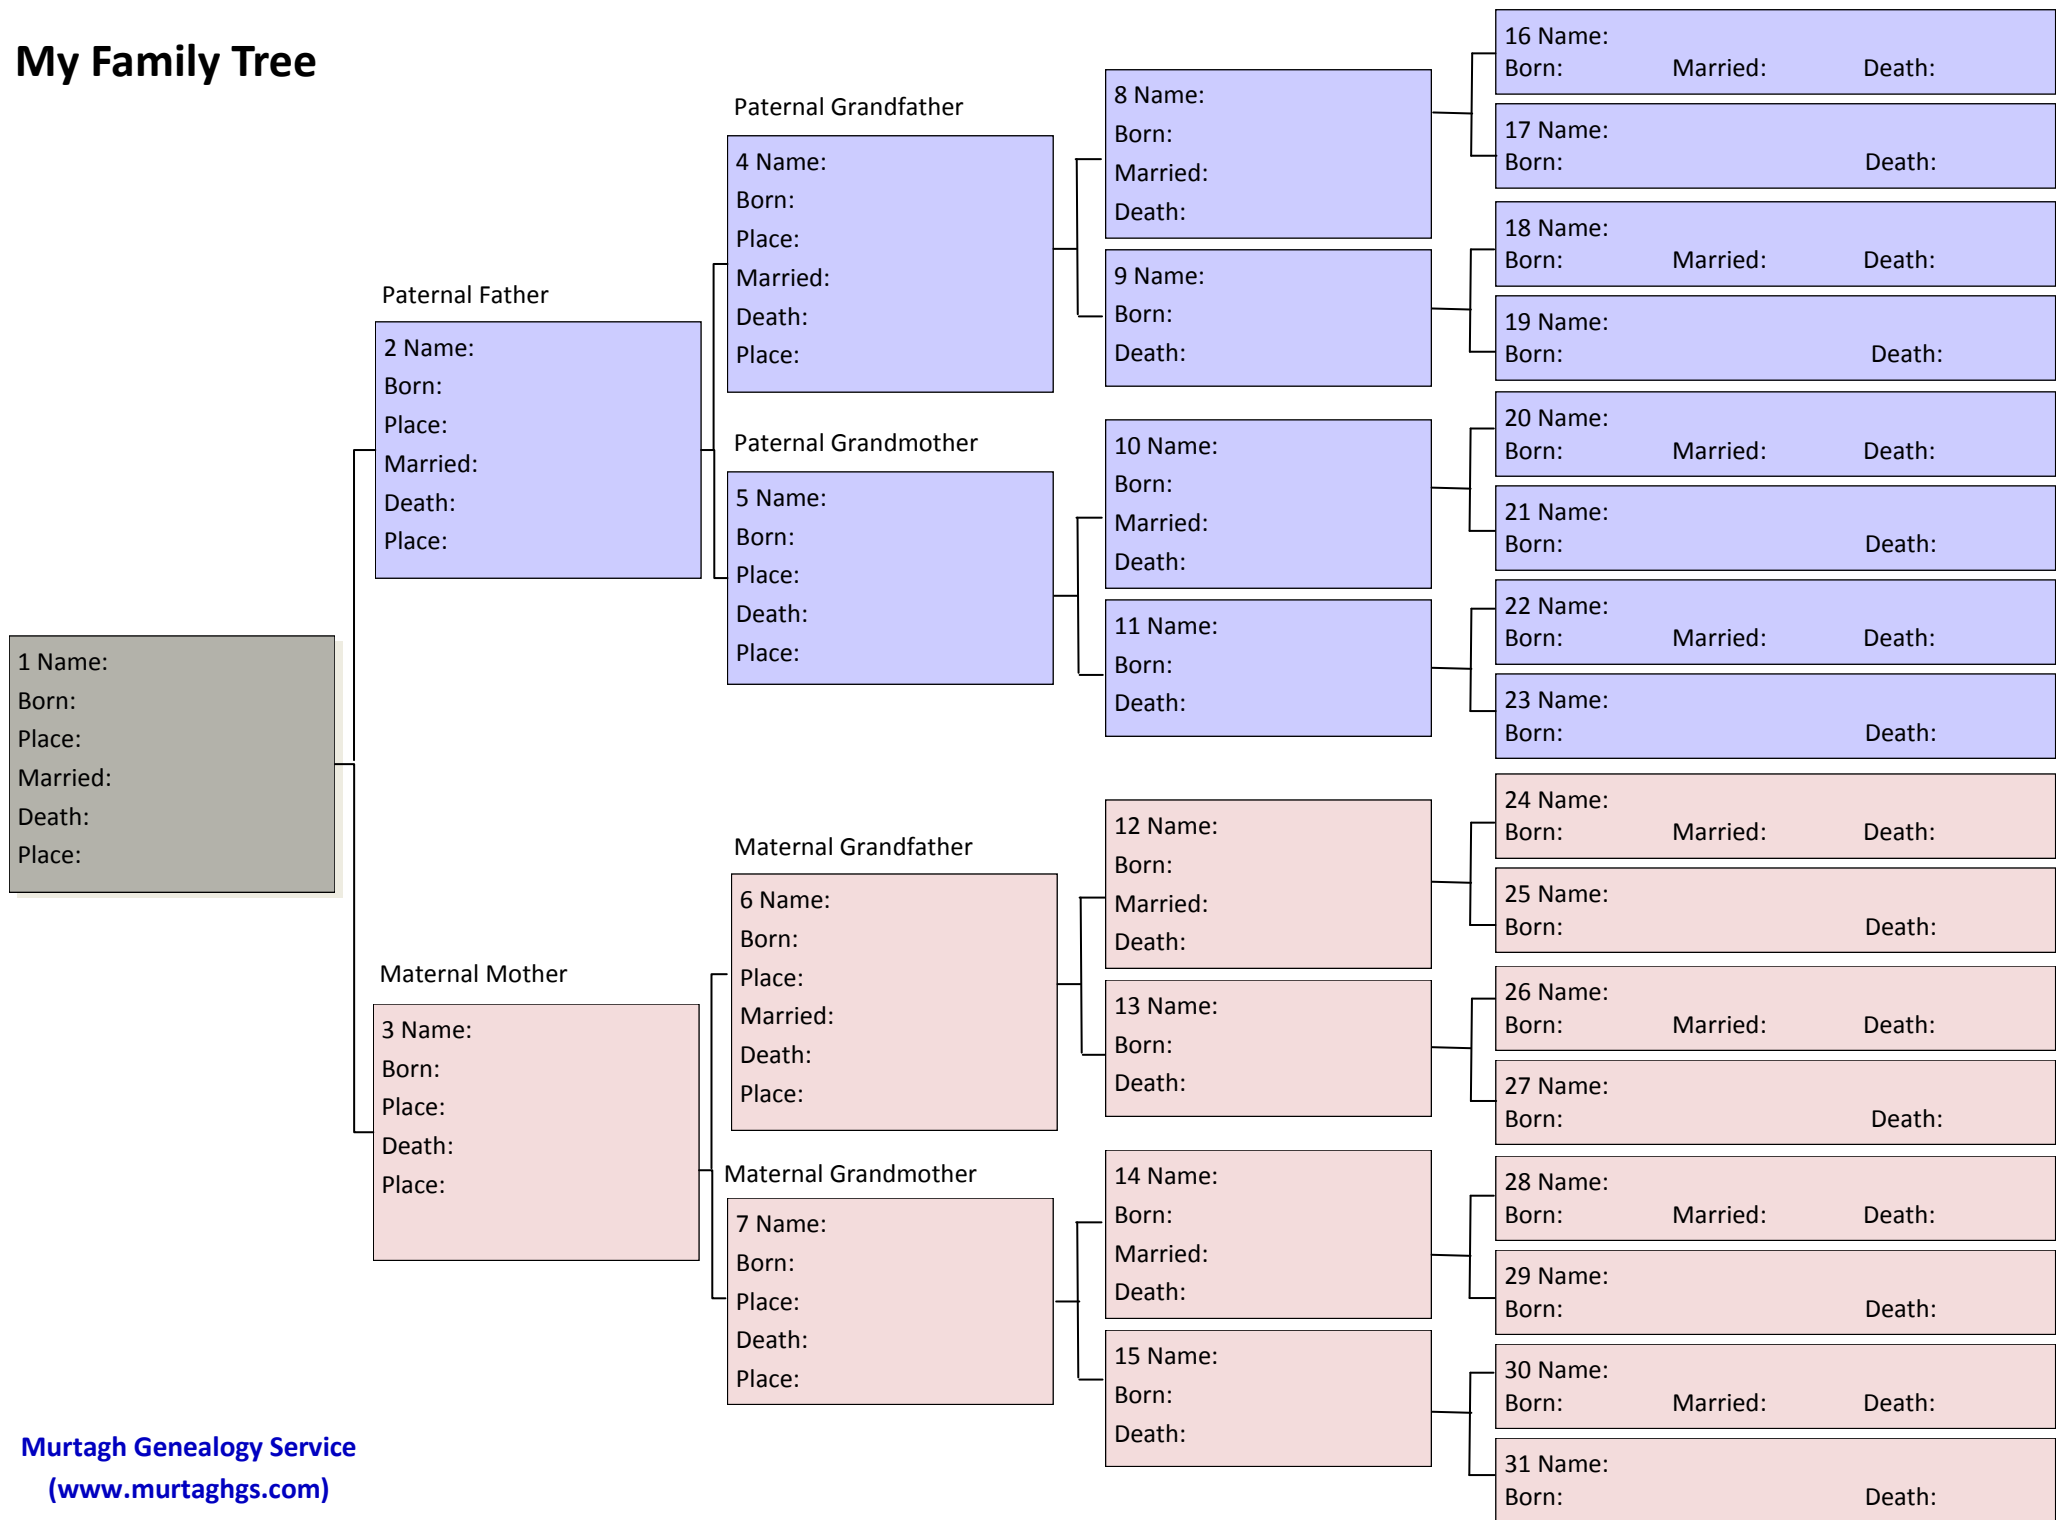 My Family Tree
1 Name:
Born:
Place:
Married:
Death:
Place:
Paternal Father
2 Name:
Born:
Place:
Married:
Death:
Place:
Maternal Mother
3 Name:
Born:
Place:
Death:
Place:
Paternal Grandfather
4 Name:
Born:
Place:
Married:
Death:
Place:
Paternal Grandmother
5 Name:
Born:
Place:
Death:
Place:
Maternal Grandfather
6 Name:
Born:
Place:
Married:
Death:
Place:
Maternal Grandmother
7 Name:
Born:
Place:
Death:
Place:
8 Name:
Born:
Married:
Death:
9 Name:
Born:
Death:
10 Name:
Born:
Married:
Death:
11 Name:
Born:
Death:
12 Name:
Born:
Married:
Death:
13 Name:
Born:
Death:
14 Name:
Born:
Married:
Death:
15 Name:
Born:
Death:
16 Name:
Born: Married: Death:
17 Name:
Born: Death:
18 Name:
Born: Married: Death:
19 Name:
Born: Death:
20 Name:
Born: Married: Death:
21 Name:
Born: Death:
22 Name:
Born: Married: Death:
23 Name:
Born: Death:
24 Name:
Born: Married: Death:
25 Name:
Born: Death:
26 Name:
Born: Married: Death:
27 Name:
Born: Death:
28 Name:
Born: Married: Death:
29 Name:
Born: Death:
30 Name:
Born: Married: Death:
31 Name:
Born: Death:
Murtagh Genealogy Service
(www.murtaghgs.com)